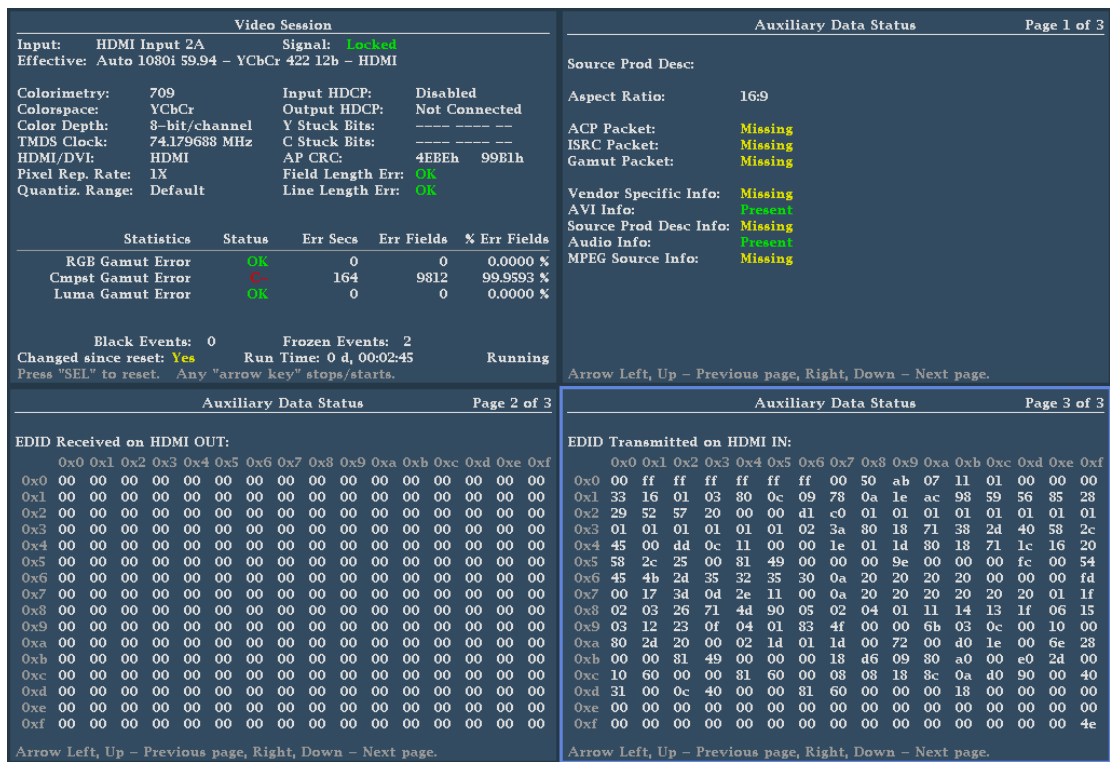 Video Session
Input: HDMI Input 2A Signal: Locked
Effective: Auto 1080i 59.94 – YCbCr 422 12b – HDMI
Colorimetry: 709 Input HDCP: Disabled
Colorspace: YCbCr Output HDCP: Not Connected
Color Depth: 8–bit/channel Y Stuck Bits: –––– –––– ––
TMDS Clock: 74.179688 MHz C Stuck Bits: –––– –––– ––
HDMI/DVI: HDMI AP CRC: 4EBEh 99B1h
Pixel Rep. Rate: 1X Field Length Err: OK
Quantiz. Range: Default Line Length Err: OK
Statistics Status Err Secs Err Fields % Err Fields
RGB Gamut Error OK 0 0 0.0000 %
Cmpst Gamut Error C– 164 9812 99.9593 %
Luma Gamut Error OK 0 0 0.0000 %
Black Events: 0 Frozen Events: 2
Changed since reset: Yes Run Time: 0 d, 00:02:45 Running
Press "SEL" to reset. Any "arrow key" stops/starts.
Auxiliary Data Status Page 1 of 3
Source Prod Desc:
Aspect Ratio: 16:9
ACP Packet: Missing
ISRC Packet: Missing
Gamut Packet: Missing
Vendor Specific Info: Missing
AVI Info: Present
Source Prod Desc Info: Missing
Audio Info: Present
MPEG Source Info: Missing
Arrow Left, Up – Previous page, Right, Down – Next page.
Auxiliary Data Status Page 2 of 3
EDID Received on HDMI OUT:
0x0 0x1 0x2 0x3 0x4 0x5 0x6 0x7 0x8 0x9 0xa 0xb 0xc 0xd 0xe 0xf
0x0 00 00 00 00 00 00 00 00 00 00 00 00 00 00 00 00
0x1 00 00 00 00 00 00 00 00 00 00 00 00 00 00 00 00
0x2 00 00 00 00 00 00 00 00 00 00 00 00 00 00 00 00
0x3 00 00 00 00 00 00 00 00 00 00 00 00 00 00 00 00
0x4 00 00 00 00 00 00 00 00 00 00 00 00 00 00 00 00
0x5 00 00 00 00 00 00 00 00 00 00 00 00 00 00 00 00
0x6 00 00 00 00 00 00 00 00 00 00 00 00 00 00 00 00
0x7 00 00 00 00 00 00 00 00 00 00 00 00 00 00 00 00
0x8 00 00 00 00 00 00 00 00 00 00 00 00 00 00 00 00
0x9 00 00 00 00 00 00 00 00 00 00 00 00 00 00 00 00
0xa 00 00 00 00 00 00 00 00 00 00 00 00 00 00 00 00
0xb 00 00 00 00 00 00 00 00 00 00 00 00 00 00 00 00
0xc 00 00 00 00 00 00 00 00 00 00 00 00 00 00 00 00
0xd 00 00 00 00 00 00 00 00 00 00 00 00 00 00 00 00
0xe 00 00 00 00 00 00 00 00 00 00 00 00 00 00 00 00
0xf 00 00 00 00 00 00 00 00 00 00 00 00 00 00 00 00
Arrow Left, Up – Previous page, Right, Down – Next page.
Auxiliary Data Status Page 3 of 3
EDID Transmitted on HDMI IN:
0x0 0x1 0x2 0x3 0x4 0x5 0x6 0x7 0x8 0x9 0xa 0xb 0xc 0xd 0xe 0xf
0x0 00 ff ff ff ff ff ff 00 50 ab 07 11 01 00 00 00
0x1 33 16 01 03 80 0c 09 78 0a 1e ac 98 59 56 85 28
0x2 29 52 57 20 00 00 d1 c0 01 01 01 01 01 01 01 01
0x3 01 01 01 01 01 01 02 3a 80 18 71 38 2d 40 58 2c
0x4 45 00 dd 0c 11 00 00 1e 01 1d 80 18 71 1c 16 20
0x5 58 2c 25 00 81 49 00 00 00 9e 00 00 00 fc 00 54
0x6 45 4b 2d 35 32 35 30 0a 20 20 20 20 00 00 00 fd
0x7 00 17 3d 0d 2e 11 00 0a 20 20 20 20 20 20 01 1f
0x8 02 03 26 71 4d 90 05 02 04 01 11 14 13 1f 06 15
0x9 03 12 23 0f 04 01 83 4f 00 00 6b 03 0c 00 10 00
0xa 80 2d 20 00 02 1d 01 1d 00 72 00 d0 1e 00 6e 28
0xb 00 00 81 49 00 00 00 18 d6 09 80 a0 00 e0 2d 00
0xc 10 60 00 00 81 60 00 08 08 18 8c 0a d0 90 00 40
0xd 31 00 0c 40 00 00 81 60 00 00 00 18 00 00 00 00
0xe 00 00 00 00 00 00 00 00 00 00 00 00 00 00 00 00
0xf 00 00 00 00 00 00 00 00 00 00 00 00 00 00 00 4e
Arrow Left, Up – Previous page, Right, Down – Next page.